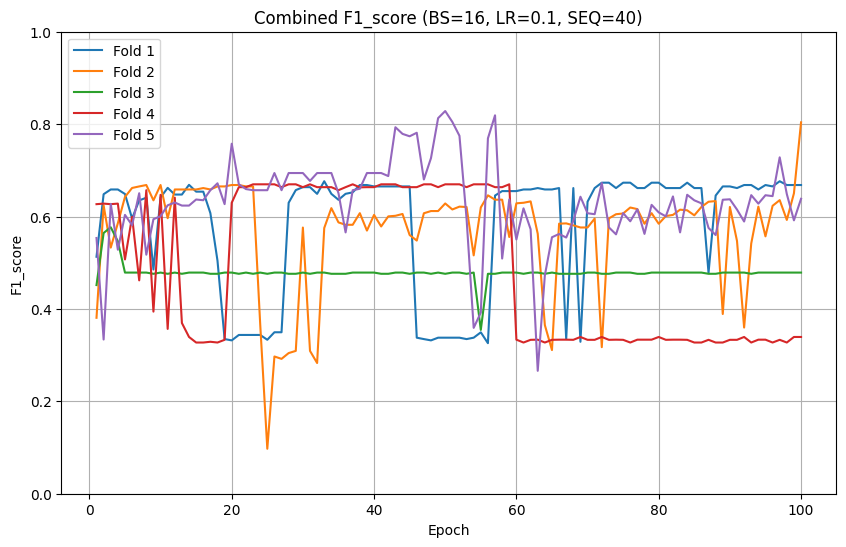 Combined F1_score (BS=16, LR=0.1, SEQ=40)
Fold 1
Fold 2
Fold 3
Fold 4
Fold 5
1.0
0.8
0.6
0.4
0.2
0.0
F1_score
0 20 40 60 80 100
Epoch